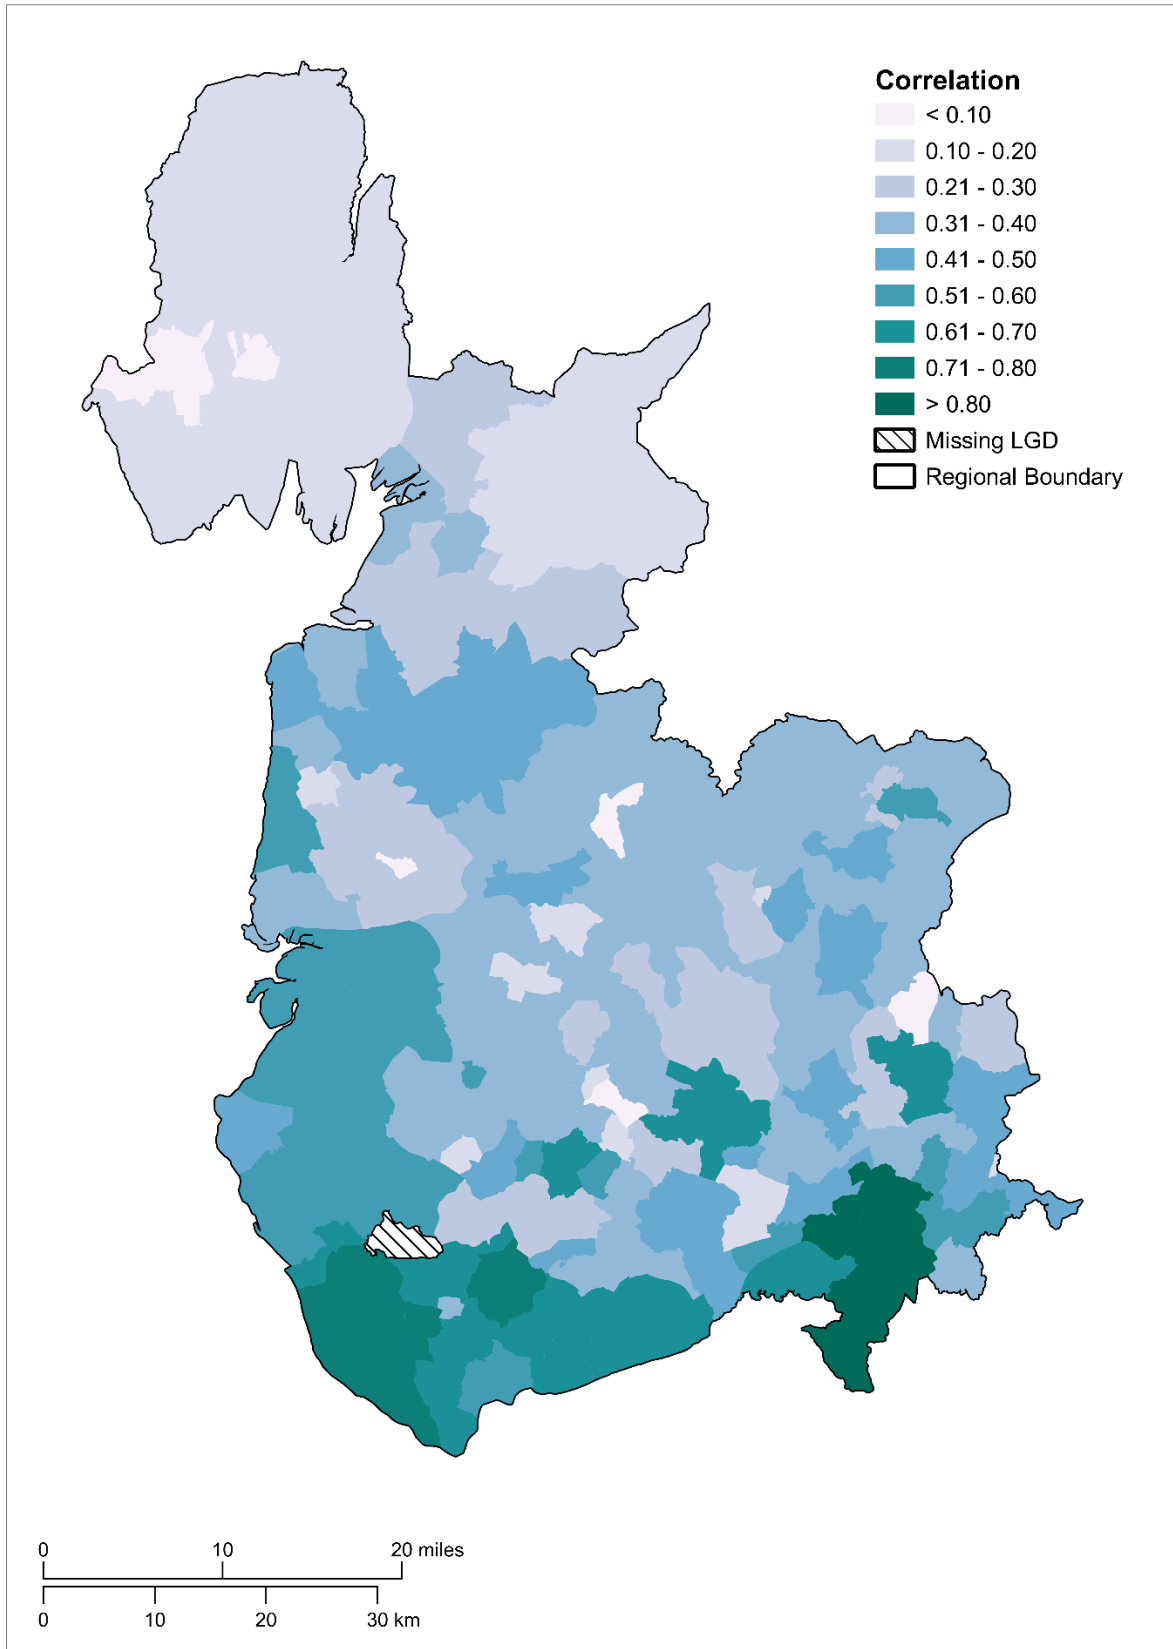 Correlation
< 0.10
0.10 - 0.20
0.21 - 0.30
0.31 - 0.40
0.41 - 0.50
0.51 - 0.60
0.61 - 0.70
0.71 - 0.80
> 0.80
Missing LGD
Regional Boundary
0 10 20 miles
0 10 20 30 km